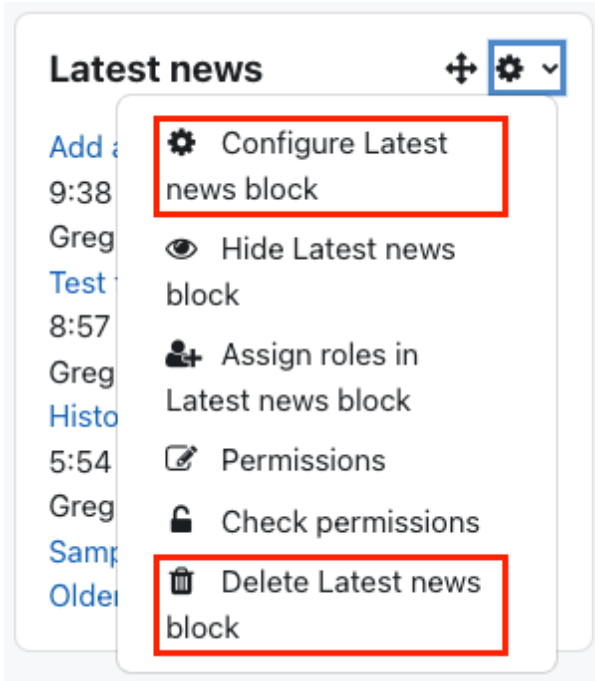 Latest news
Add
9:38
Greg
Test
8:57
Greg
Histo
5:54
Greg
Samp
Older
Configure Latest
news block
Hide Latest news
block
Assign roles in
Latest news block
Permissions
Check permissions
Delete Latest news
block